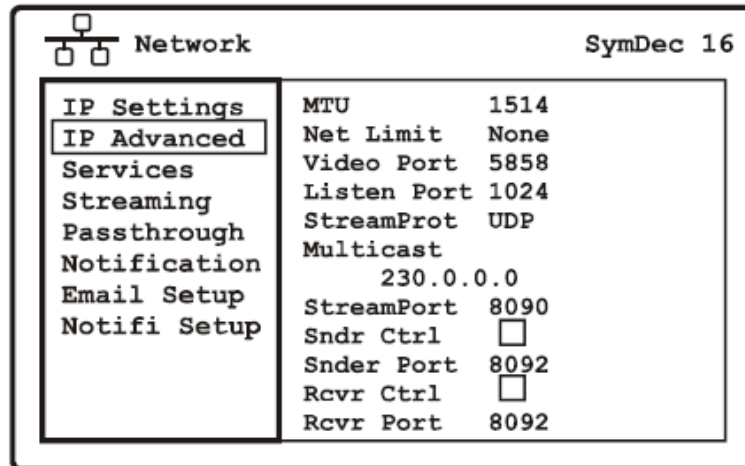 Network
SymDec 16
IP Settings
IP Advanced
Services
Streaming
Passthrough
Notification
Email Setup
Notifi Setup
MTU 1514
Net Limit None
Video Port 5858
Listen Port 1024
StreamProt UDP
Multicast
230.0.0.0
StreamPort 8090
Sndr Ctrl
Snder Port 8092
Rcvr Ctrl
Rcvr Port 8092